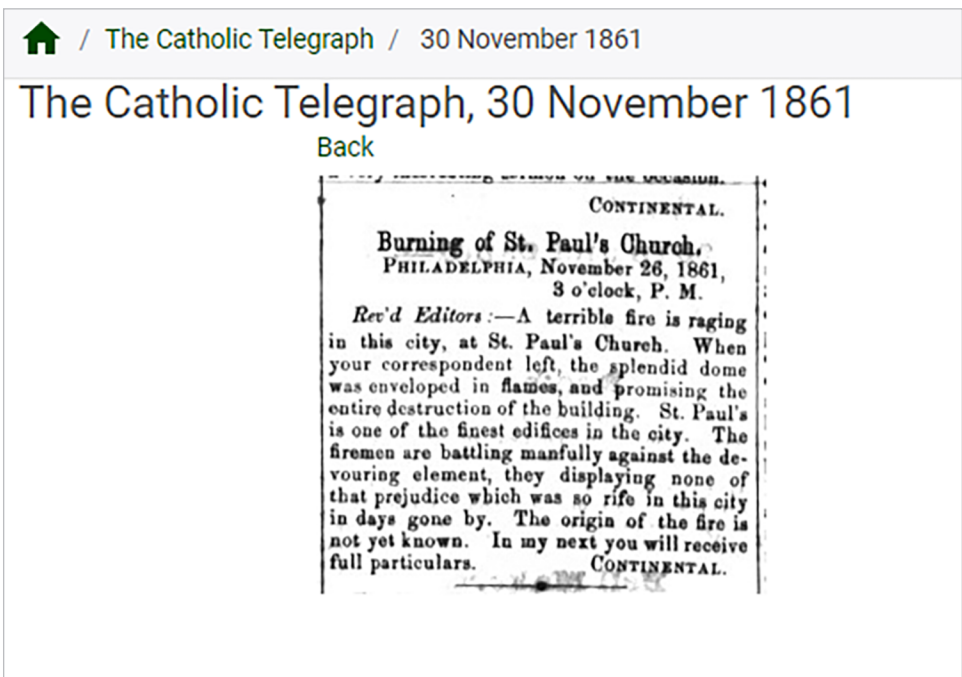 / The Catholic Telegraph / 30 November 1861
The Catholic Telegraph, 30 November 1861
Back
sermon on the occasion.
CONTINENTAL.
Burning of St. Paul's Church.
PHILADELPHIA, November 26, 1861,
3 o'clock, P. M.
Rev'd Editors:—A terrible fire is raging
in this city, at St. Paul's Church. When
your correspondent left, the splendid dome
was enveloped in flames, and promising the
entire destruction of the building. St. Paul's
is one of the finest edifices in the city. The
firemen are battling manfully against the de-
vouring element, they displaying none of
that prejudice which was so rife in this city
in days gone by. The origin of the fire is
not yet known. In my next you will receive
full particulars. CONTINENTAL.